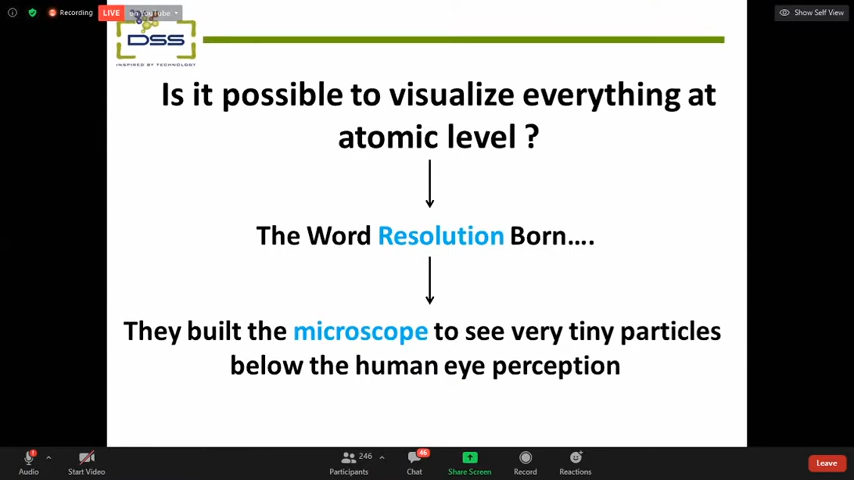 Recording
LIVE on YouTube
Show Self View
DSS
INSPIRED BY TECHNOLOGY
Is it possible to visualize everything at
atomic level ?
The Word Resolution Born....
They built the microscope to see very tiny particles
below the human eye perception
246
46
Audio
Start Video
Participants
Chat
Share Screen
Record
Reactions
Leave